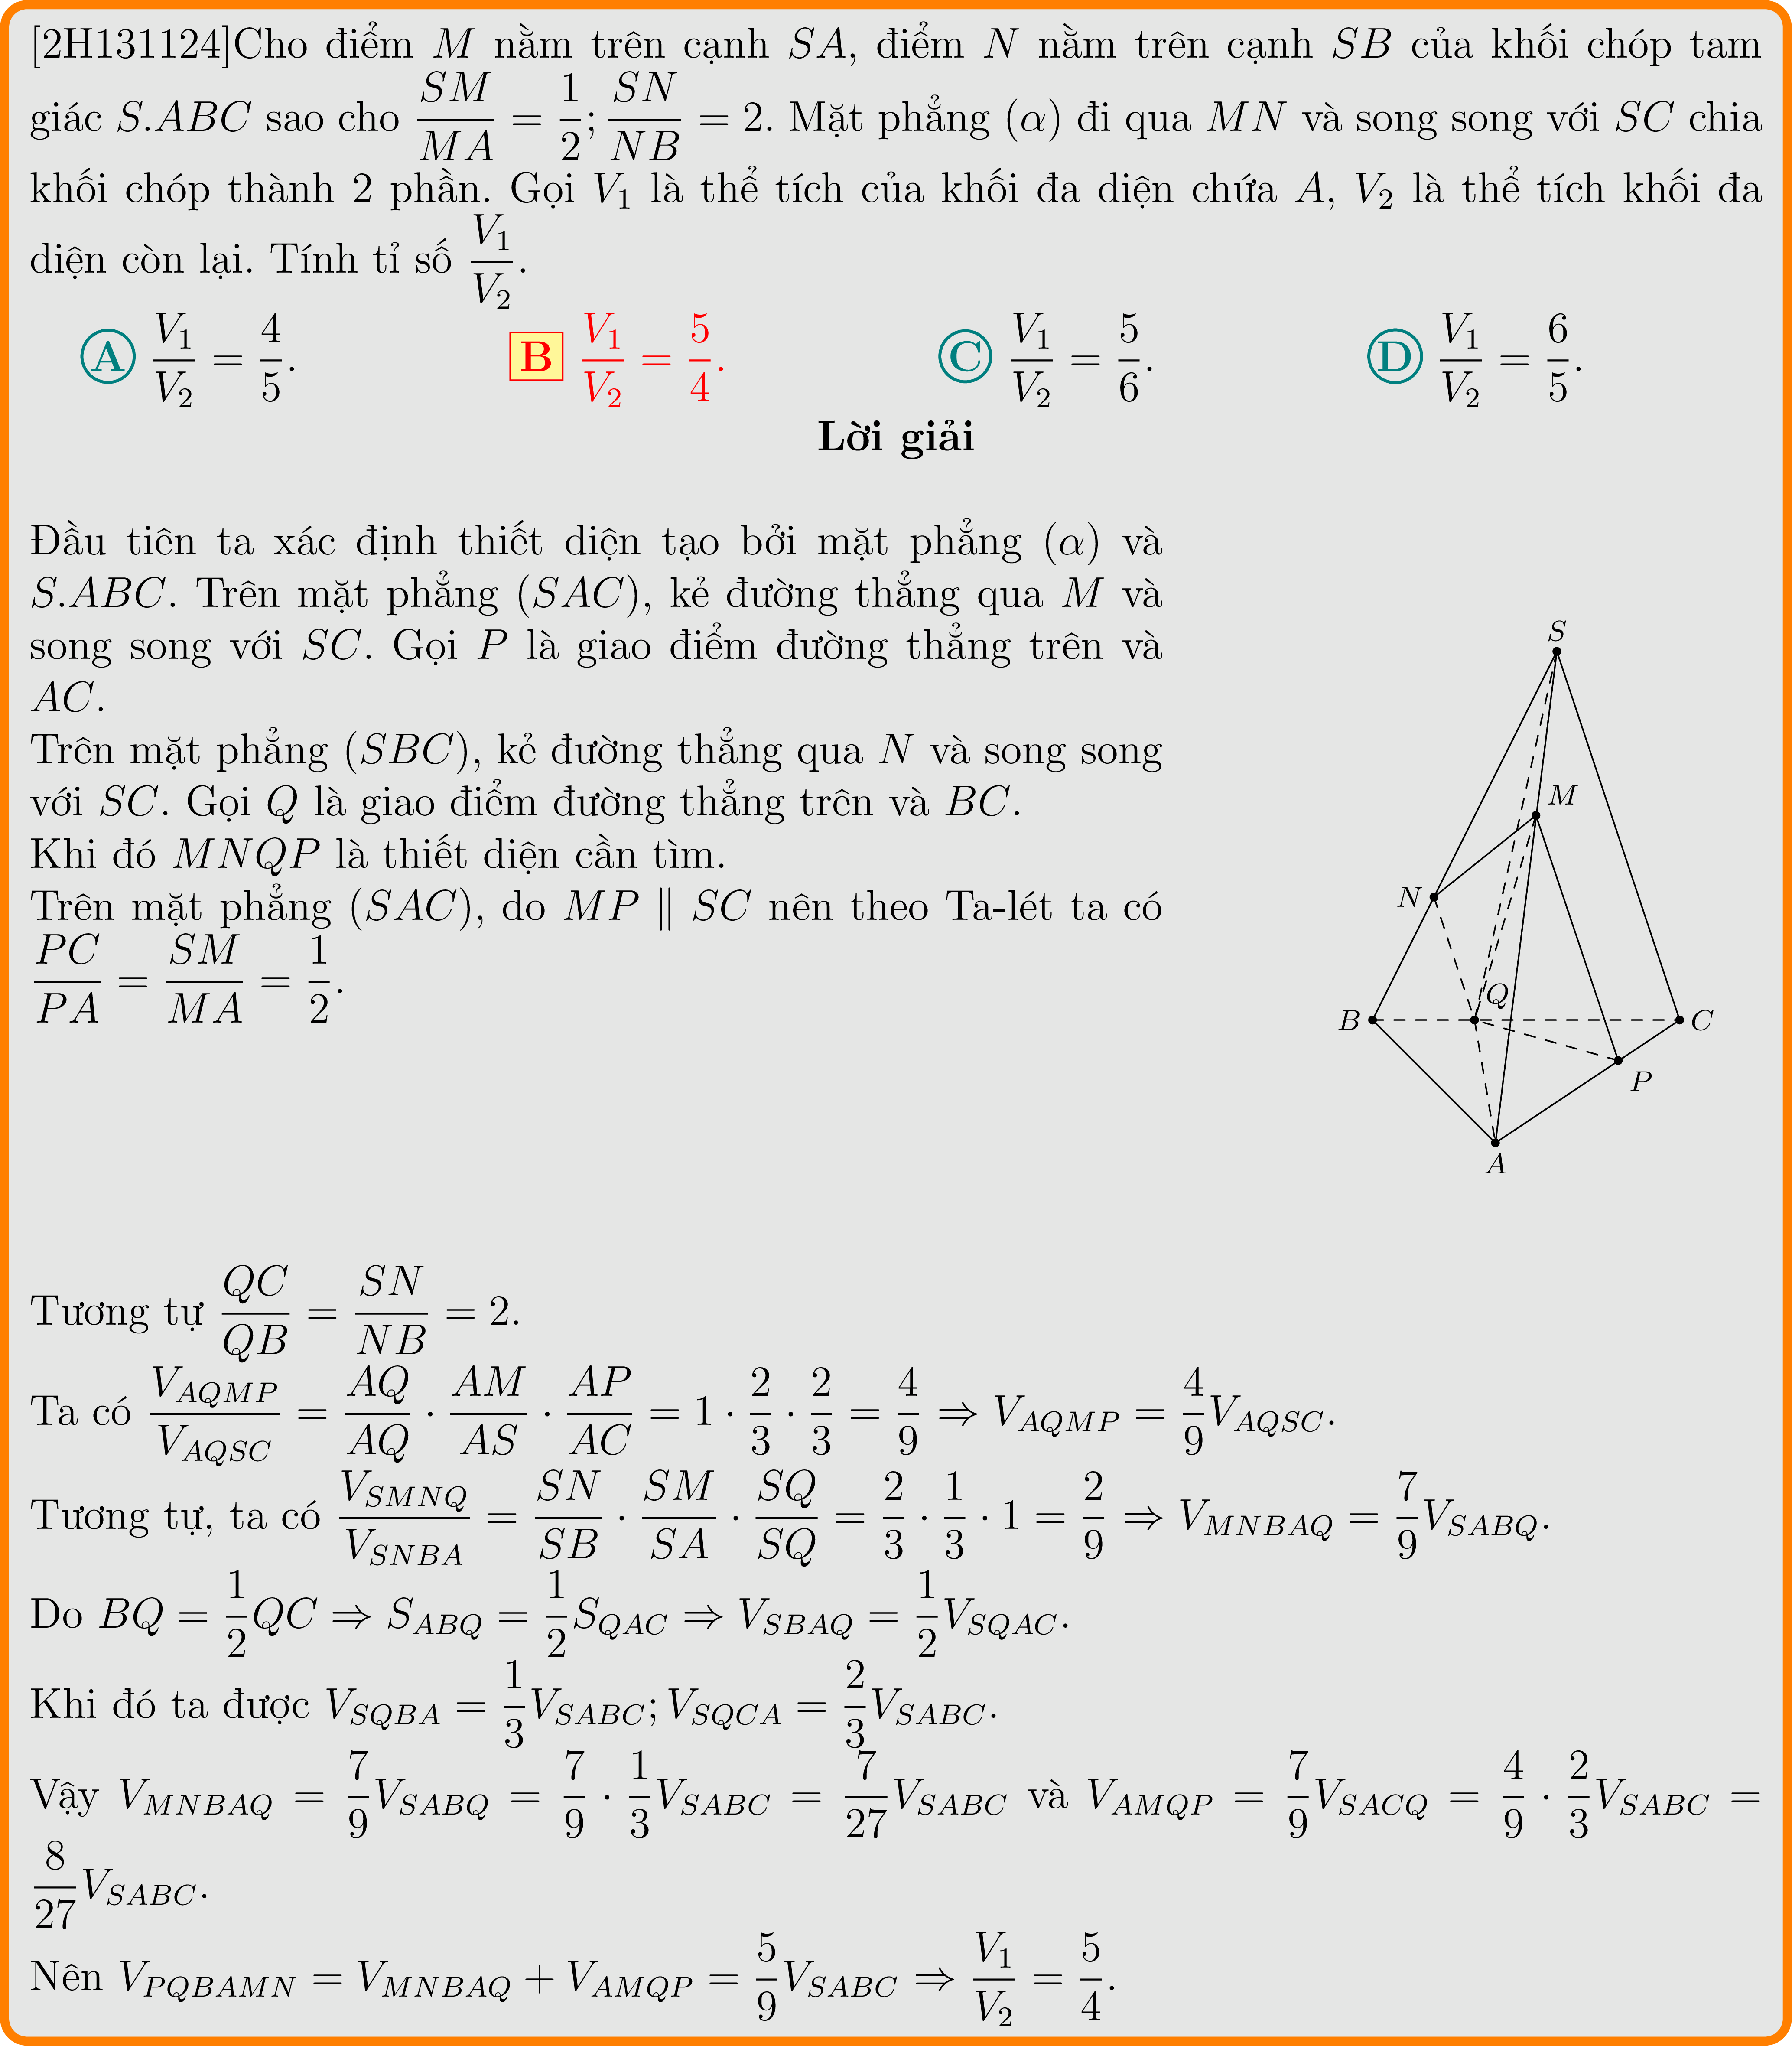 [2H131124]Cho điểm M nằm trên cạnh SA, điểm N nằm trên cạnh SB của khối chóp tam
giác S.ABC sao cho \frac{SM}{MA} = \frac{1}{2}; \frac{SN}{NB} = 2. Mặt phẳng (α) đi qua MN và song song với SC chia
khối chóp thành 2 phần. Gọi V_1 là thể tích của khối đa diện chứa A, V_2 là thể tích khối đa
diện còn lại. Tính tỉ số \frac{V_1}{V_2}.
A \frac{V_1}{V_2} = \frac{4}{5}. B \frac{V_1}{V_2} = \frac{5}{4}. C \frac{V_1}{V_2} = \frac{5}{6}. D \frac{V_1}{V_2} = \frac{6}{5}.
Lời giải
Đầu tiên ta xác định thiết diện tạo bởi mặt phẳng (α) và
S.ABC. Trên mặt phẳng (SAC), kẻ đường thẳng qua M và
song song với SC. Gọi P là giao điểm đường thẳng trên và
AC.
Trên mặt phẳng (SBC), kẻ đường thẳng qua N và song song
với SC. Gọi Q là giao điểm đường thẳng trên và BC.
Khi đó MNQP là thiết diện cần tìm.
Trên mặt phẳng (SAC), do MP ∥ SC nên theo Ta-lét ta có
\frac{PC}{PA} = \frac{SM}{MA} = \frac{1}{2}.
S
M
N
Q
B
C
P
A
Tương tự \frac{QC}{QB} = \frac{SN}{NB} = 2.
Ta có \frac{V_{AQMP}}{V_{AQSC}} = \frac{AQ}{AQ} · \frac{AM}{AS} · \frac{AP}{AC} = 1 · \frac{2}{3} · \frac{2}{3} = \frac{4}{9} ⇒ V_{AQMP} = \frac{4}{9}V_{AQSC}.
Tương tự, ta có \frac{V_{SMNQ}}{V_{SNBA}} = \frac{SN}{SB} · \frac{SM}{SA} · \frac{SQ}{SQ} = \frac{2}{3} · \frac{1}{3} · 1 = \frac{2}{9} ⇒ V_{MNBAQ} = \frac{7}{9}V_{SABQ}.
Do BQ = \frac{1}{2}QC ⇒ S_{ABQ} = \frac{1}{2}S_{QAC} ⇒ V_{SBAQ} = \frac{1}{2}V_{SQAC}.
Khi đó ta được V_{SQBA} = \frac{1}{3}V_{SABC}; V_{SQCA} = \frac{2}{3}V_{SABC}.
Vậy V_{MNBAQ} = \frac{7}{9}V_{SABQ} = \frac{7}{9} · \frac{1}{3}V_{SABC} = \frac{7}{27}V_{SABC} và V_{AMQP} = \frac{7}{9}V_{SACQ} = \frac{4}{9} · \frac{2}{3}V_{SABC} =
\frac{8}{27}V_{SABC}.
Nên V_{PQBAMN} = V_{MNBAQ} + V_{AMQP} = \frac{5}{9}V_{SABC} ⇒ \frac{V_1}{V_2} = \frac{5}{4}.